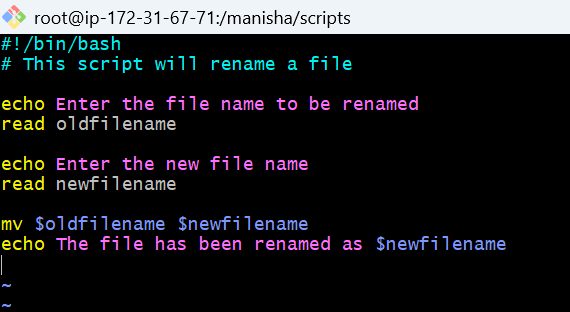 root@ip-172-31-67-71:/manisha/scripts
#!/bin/bash
# This script will rename a file
echo Enter the file name to be renamed
read oldfilename
echo Enter the new file name
read newfilename
mv $oldfilename $newfilename
echo The file has been renamed as $newfilename
~
~